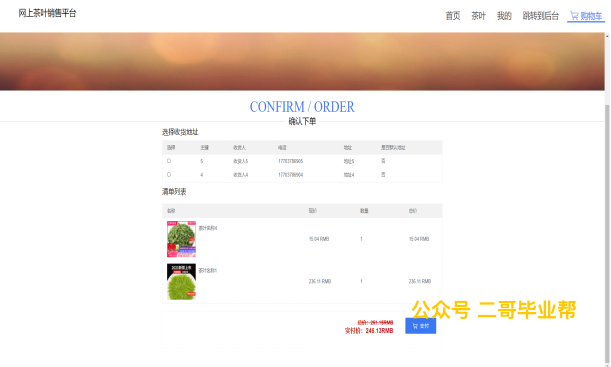 网上茶叶销售平台
首页 茶叶 我的 跳转到后台 购物车
CONFIRM / ORDER
确认下单
选择收货地址
选择 主键 收货人 电话 地址 是否默认地址
5 收货人5 17703786905 地址5 否
4 收货人4 17703786904 地址4 否
清单列表
名称 现价 数量 总价
茶叶名称4 15.04 RMB 1 15.04 RMB
茶叶名称1 236.11 RMB 1 236.11 RMB
公众号 二哥毕业帮
交付价: 246.13RMB
支付